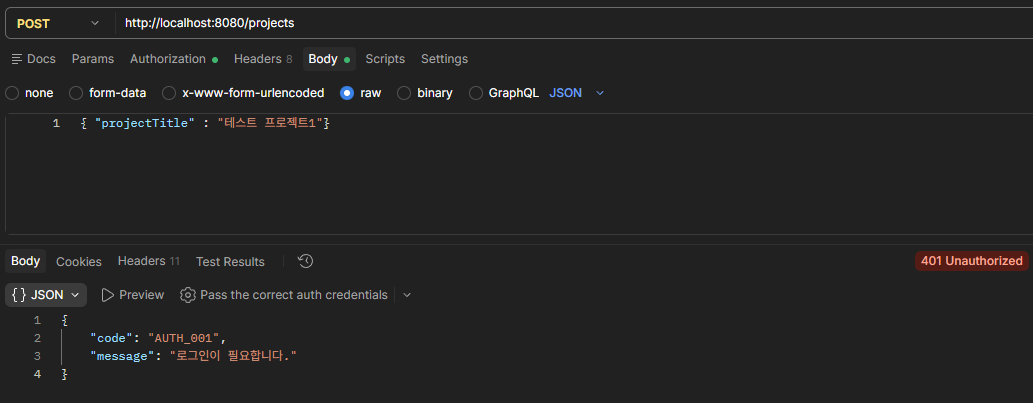 POST http://localhost:8080/projects
Docs Params Authorization Headers 8 Body Scripts Settings
none form-data x-www-form-urlencoded raw binary GraphQL JSON
1 { "projectTitle" : "테스트 프로젝트1"}
Body Cookies Headers 11 Test Results 401 Unauthorized
{} JSON Preview Pass the correct auth credentials
1 {
2 "code": "AUTH_001",
3 "message": "로그인이 필요합니다."
4 }